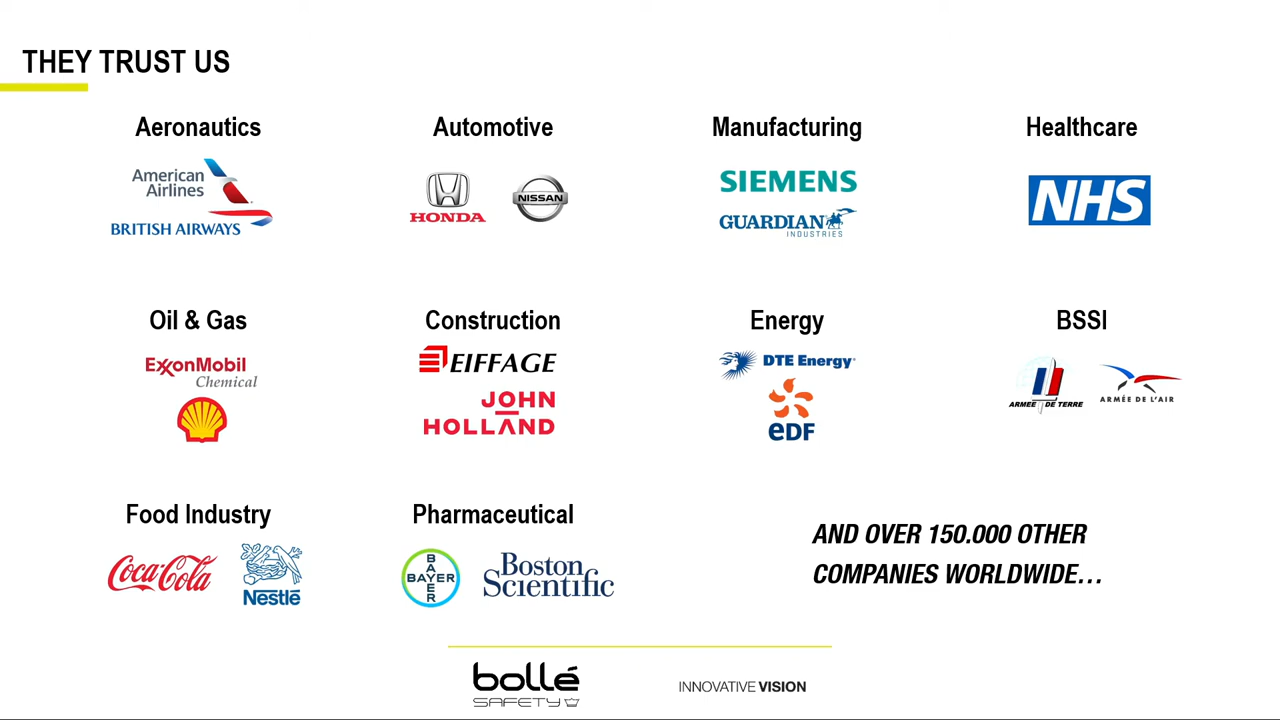 THEY TRUST US
Aeronautics
American
Airlines
BRITISH AIRWAYS
Automotive
HONDA
NISSAN
Manufacturing
SIEMENS
GUARDIAN
INDUSTRIES
Healthcare
NHS
Oil & Gas
ExxonMobil
Chemical
Construction
EIFFAGE
JOHN
HOLLAND
Energy
DTE Energy®
eDF
BSSI
ARMEE DE TERRE
ARMÉE DE L'AIR
Food Industry
Coca-Cola
Nestlé
Pharmaceutical
BAYER
BAYER
Boston
Scientific
AND OVER 150.000 OTHER
COMPANIES WORLDWIDE…
bollé
SAFETY
INNOVATIVE VISION